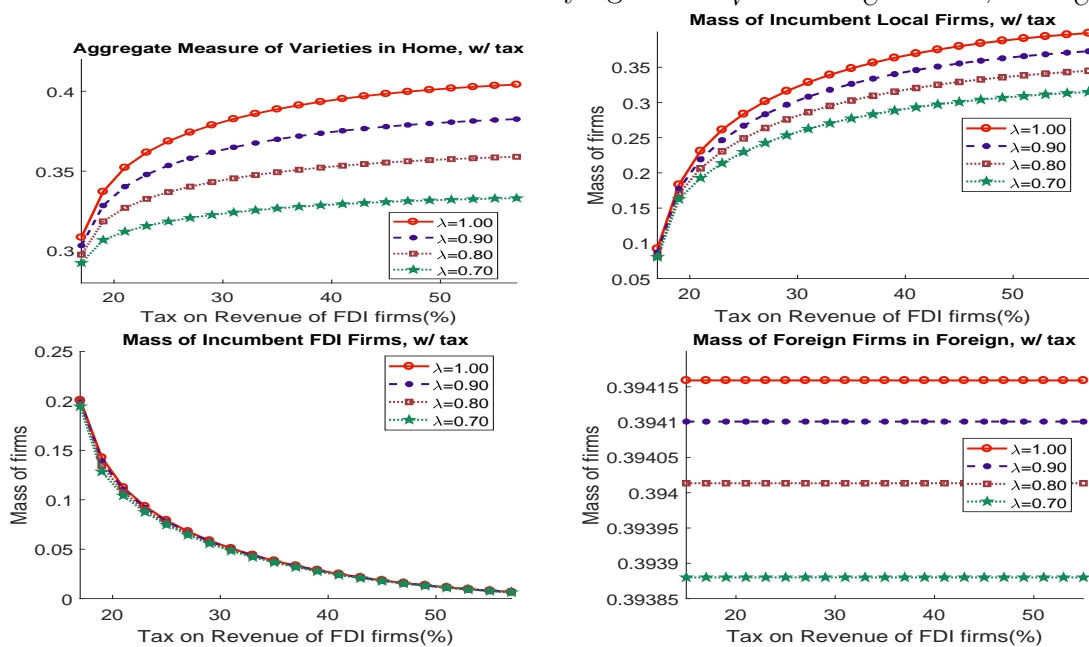 Aggregate Measure of Varieties in Home, w/ tax
0.4
0.35
0.3
λ=1.00
λ=0.90
λ=0.80
λ=0.70
20
30
40
50
Tax on Revenue of FDI firms(%)
Mass of Incumbent Local Firms, w/ tax
Mass of firms
0.35
0.3
0.25
0.2
0.15
0.1
0.05
λ=1.00
λ=0.90
λ=0.80
λ=0.70
20
30
40
50
Tax on Revenue of FDI firms(%)
Mass of Incumbent FDI Firms, w/ tax
Mass of firms
0.25
0.2
0.15
0.1
0.05
0
λ=1.00
λ=0.90
λ=0.80
λ=0.70
20
30
40
50
Tax on Revenue of FDI firms(%)
Mass of Foreign Firms in Foreign, w/ tax
Mass of firms
0.39415
0.3941
0.39405
0.394
0.39395
0.3939
0.39385
λ=1.00
λ=0.90
λ=0.80
λ=0.70
20
30
40
50
Tax on Revenue of FDI firms(%)